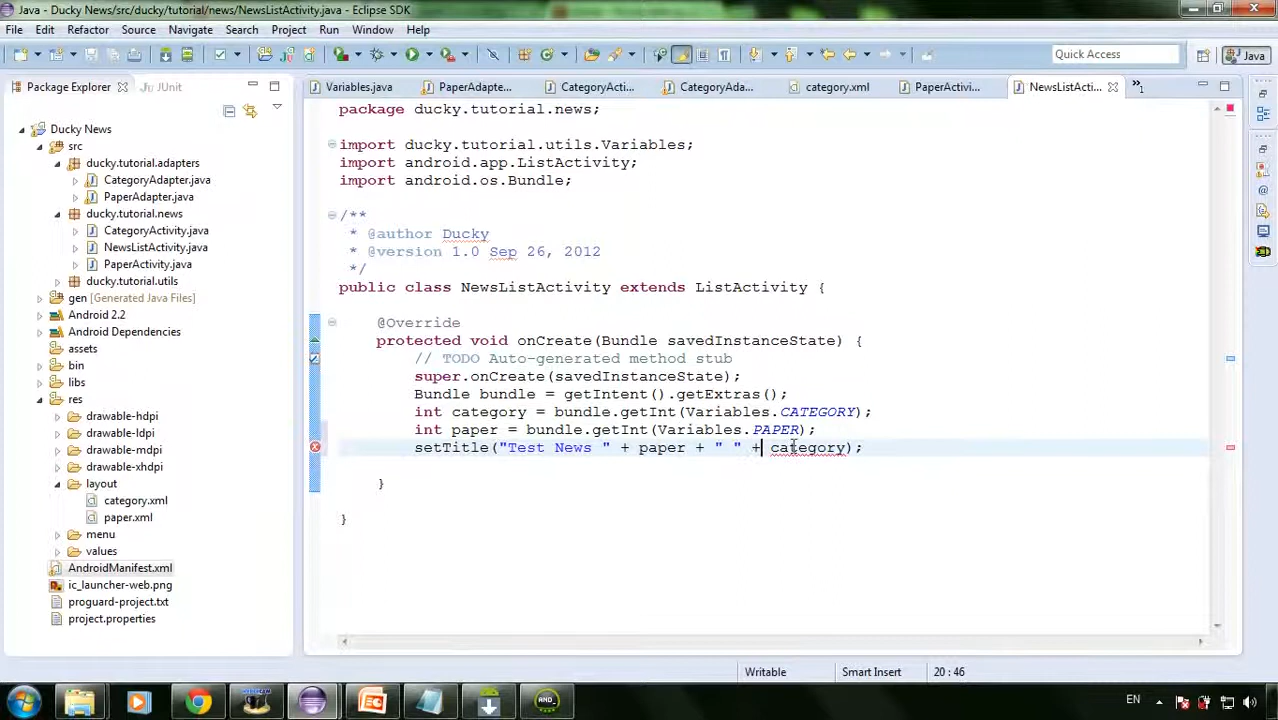 Java - Ducky News/src/ducky/tutorial/news/NewsListActivity.java - Eclipse SDK
File Edit Refactor Source Navigate Search Project Run Window Help
Quick Access
Java
Package Explorer
JUnit
Variables.java
PaperAdapte...
CategoryActi...
CategoryAda...
category.xml
PaperActivi...
NewsListActi...
Ducky News
src
ducky.tutorial.adapters
CategoryAdapter.java
PaperAdapter.java
ducky.tutorial.news
CategoryActivity.java
NewsListActivity.java
PaperActivity.java
ducky.tutorial.utils
gen [Generated Java Files]
Android 2.2
Android Dependencies
assets
bin
libs
res
drawable-hdpi
drawable-ldpi
drawable-mdpi
drawable-xhdpi
layout
category.xml
paper.xml
menu
values
AndroidManifest.xml
ic_launcher-web.png
proguard-project.txt
project.properties
package ducky.tutorial.news;
import ducky.tutorial.utils.Variables;
import android.app.ListActivity;
import android.os.Bundle;
/**
* @author Ducky
* @version 1.0 Sep 26, 2012
*/
public class NewsListActivity extends ListActivity {
@Override
protected void onCreate(Bundle savedInstanceState) {
// TODO Auto-generated method stub
super.onCreate(savedInstanceState);
Bundle bundle = getIntent().getExtras();
int category = bundle.getInt(Variables.CATEGORY);
int paper = bundle.getInt(Variables.PAPER);
setTitle("Test News " + paper + " " + category);
}
}
Writable
Smart Insert
20 : 46
EN